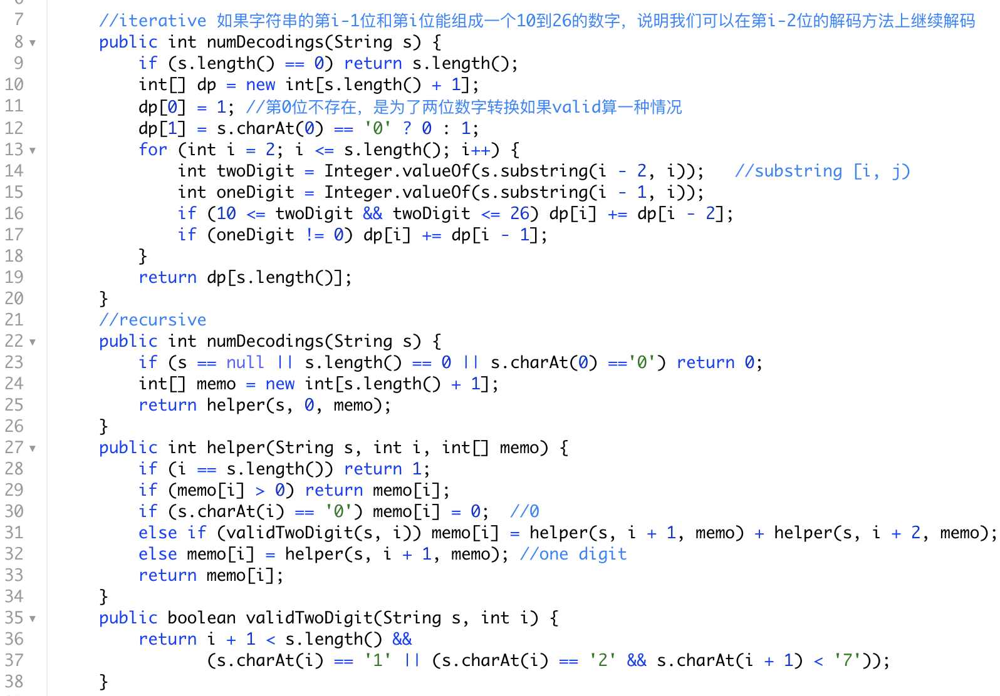 7 //iterative 如果字符串的第i-1位和第i位能组成一个10到26的数字，说明我们可以在第i-2位的解码方法上继续解码
8 public int numDecodings(String s) {
9 if (s.length() == 0) return s.length();
10 int[] dp = new int[s.length() + 1];
11 dp[0] = 1; //第0位不存在，是为了两位数字转换如果valid算一种情况
12 dp[1] = s.charAt(0) == '0' ? 0 : 1;
13 for (int i = 2; i <= s.length(); i++) {
14 int twoDigit = Integer.valueOf(s.substring(i - 2, i)); //substring [i, j)
15 int oneDigit = Integer.valueOf(s.substring(i - 1, i));
16 if (10 <= twoDigit && twoDigit <= 26) dp[i] += dp[i - 2];
17 if (oneDigit != 0) dp[i] += dp[i - 1];
18 }
19 return dp[s.length()];
20 }
21 //recursive
22 public int numDecodings(String s) {
23 if (s == null || s.length() == 0 || s.charAt(0) =='0') return 0;
24 int[] memo = new int[s.length() + 1];
25 return helper(s, 0, memo);
26 }
27 public int helper(String s, int i, int[] memo) {
28 if (i == s.length()) return 1;
29 if (memo[i] > 0) return memo[i];
30 if (s.charAt(i) == '0') memo[i] = 0; //0
31 else if (validTwoDigit(s, i)) memo[i] = helper(s, i + 1, memo) + helper(s, i + 2, memo);
32 else memo[i] = helper(s, i + 1, memo); //one digit
33 return memo[i];
34 }
35 public boolean validTwoDigit(String s, int i) {
36 return i + 1 < s.length() &&
37 (s.charAt(i) == '1' || (s.charAt(i) == '2' && s.charAt(i + 1) < '7'));
38 }